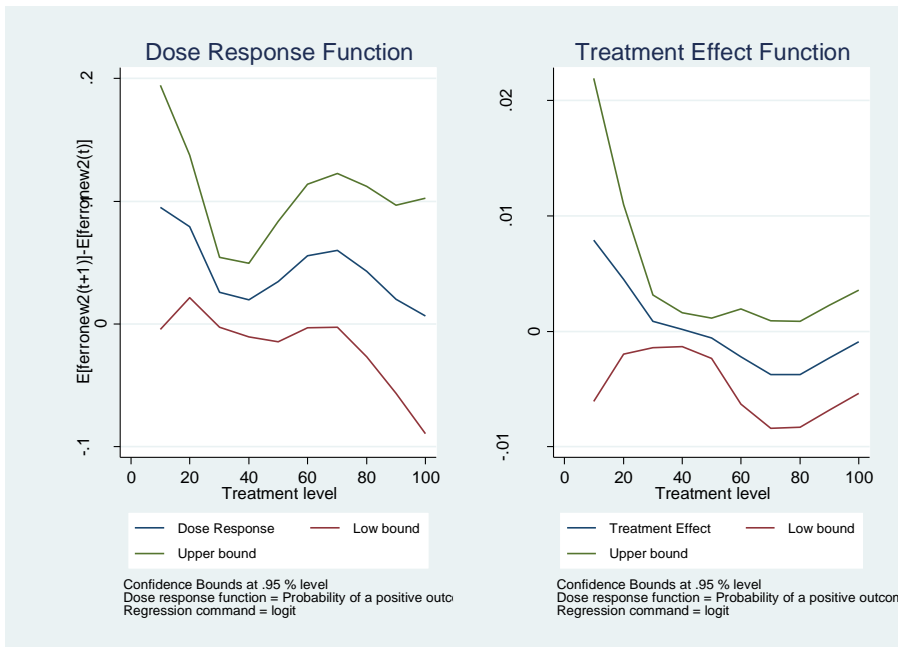 Dose Response Function
E[ferronew2(t+1)]-E[ferronew2(t)]
.2
0
-.1
0 20 40 60 80 100
Treatment level
Dose Response Low bound
Upper bound
Confidence Bounds at .95 % level
Dose response function = Probability of a positive outc
Regression command = logit
Treatment Effect Function
.02
.01
0
-.01
0 20 40 60 80 100
Treatment level
Treatment Effect Low bound
Upper bound
Confidence Bounds at .95 % level
Dose response function = Probability of a positive outcon
Regression command = logit